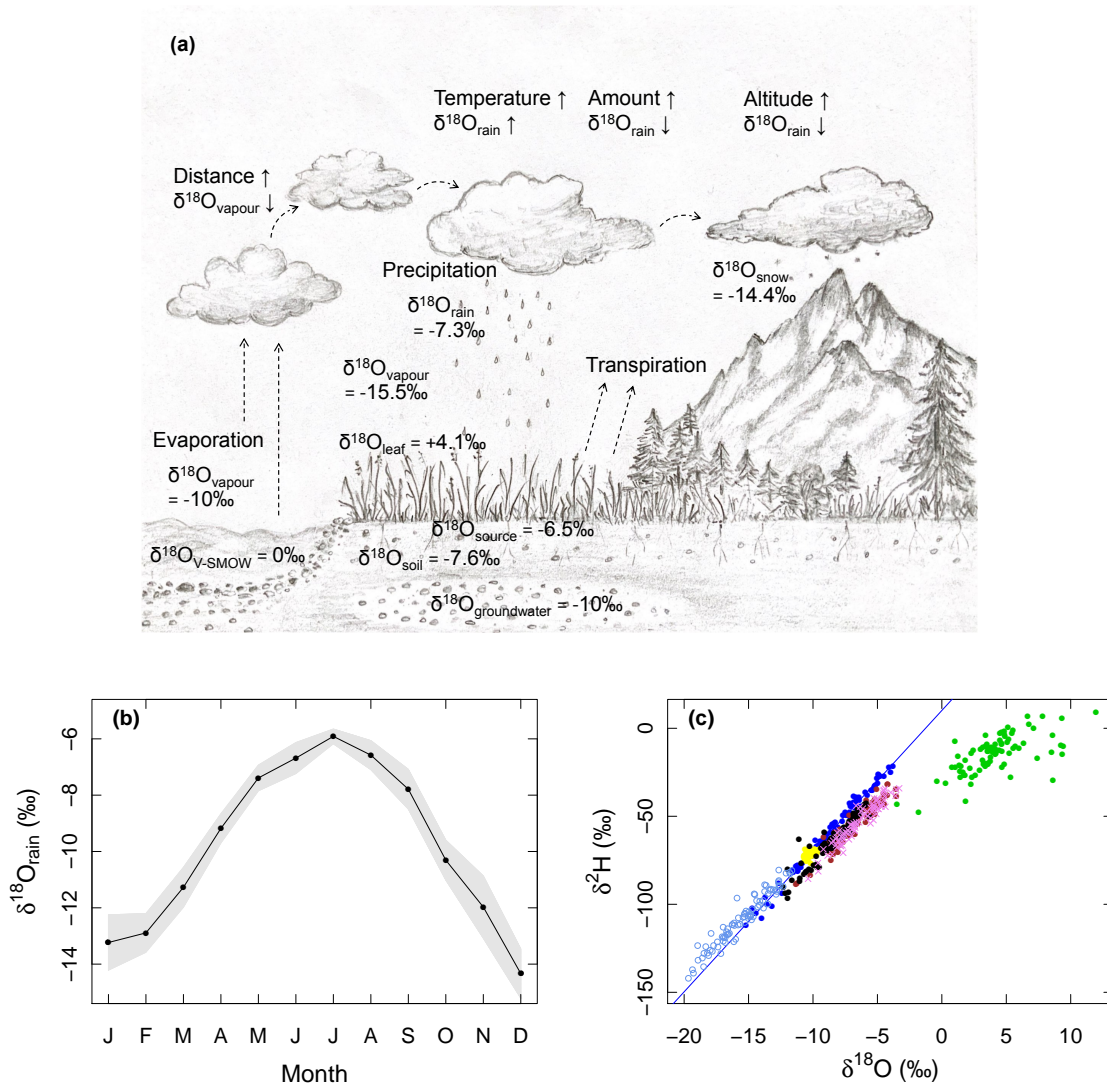 (a)
Temperature ↑
δ¹⁸Orain ↑
Amount ↑
δ¹⁸Orain ↓
Altitude ↑
δ¹⁸Orain ↓
Distance ↑
δ¹⁸Ovapour ↓
Precipitation
δ¹⁸Orain
= -7.3‰
δ¹⁸Osnow
= -14.4‰
δ¹⁸Ovapour
= -15.5‰
Transpiration
Evaporation
δ¹⁸Ovapour
= -10‰
δ¹⁸Oleaf = +4.1‰
δ¹⁸Osource = -6.5‰
δ¹⁸OV-SMOW = 0‰
δ¹⁸Osoil = -7.6‰
δ¹⁸Ogroundwater = -10‰
(b)
δ¹⁸Orain (‰)
−6
−8
−10
−12
−14
J F M A M J J A S O N D
Month
(c)
δ²H (‰)
0
−50
−100
−150
−20 −15 −10 −5 0 5 10
δ¹⁸O (‰)